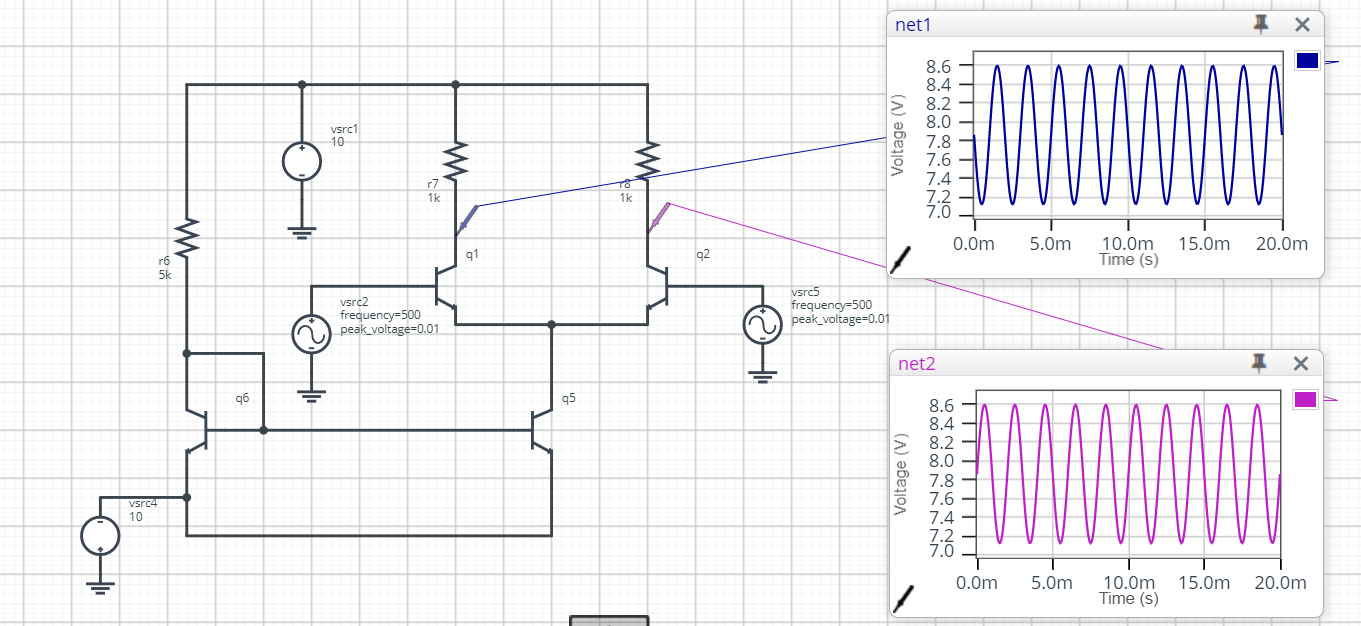 net1
8.6
8.4
8.2
8.0
7.8
7.6
7.4
7.2
7.0
Voltage (V)
0.0m 5.0m 10.0m 15.0m 20.0m
Time (s)
vsrc1
10
r7
1k
r8
1k
r6
5k
q1
q2
vsrc2
frequency=500
peak_voltage=0.01
vsrc5
frequency=500
peak_voltage=0.01
q6
q5
vsrc4
10
net2
8.6
8.4
8.2
8.0
7.8
7.6
7.4
7.2
7.0
Voltage (V)
0.0m 5.0m 10.0m 15.0m 20.0m
Time (s)